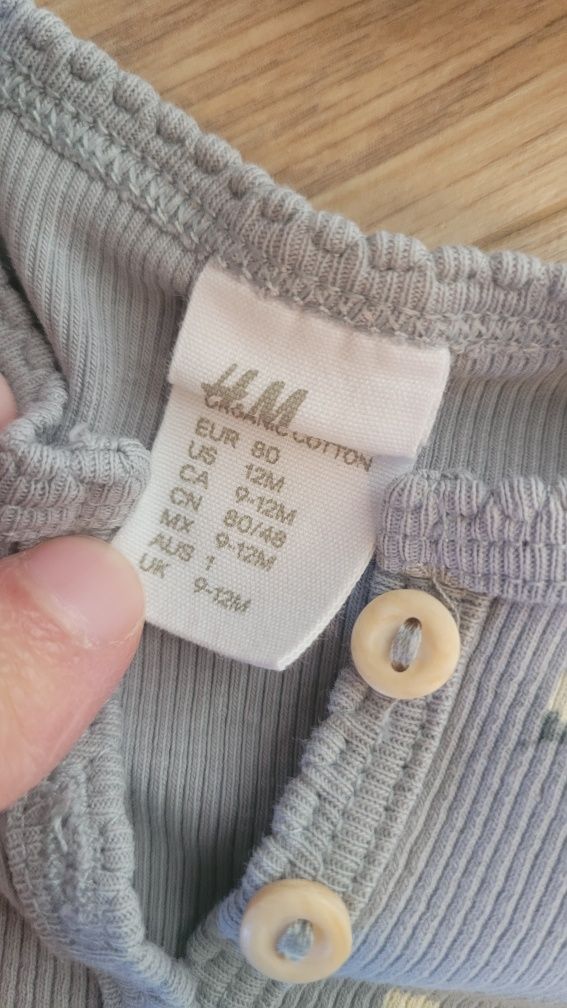 H&M
ORGANIC COTTON
EUR 80
US 12M
CA 9-12M
CN 80/48
MX 9-12M
AUS 1
UK 9-12M